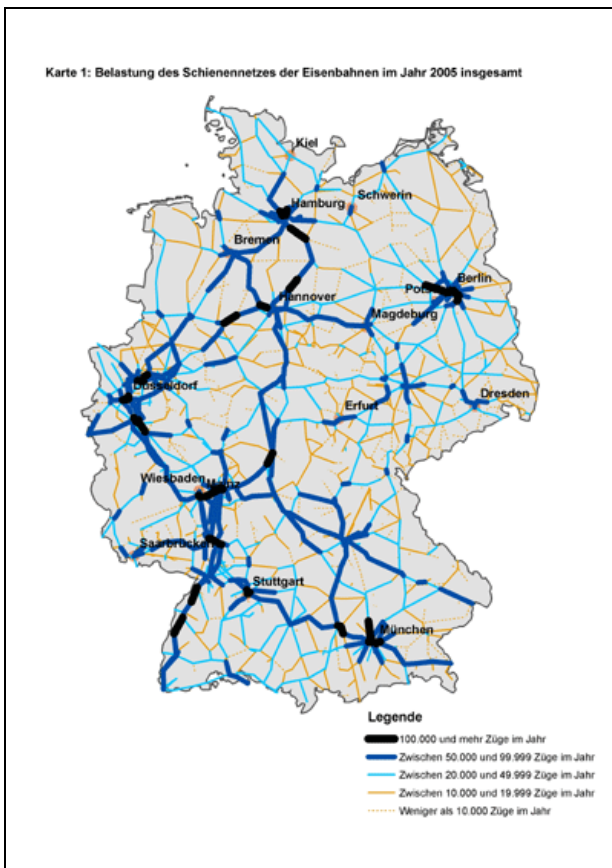 Karte 1: Belastung des Schienennetzes der Eisenbahnen im Jahr 2005 insgesamt
Kiel
Schwerin
Hamburg
Bremen
Berlin
Hannover
Magdeburg
Düsseldorf
Dresden
Erfurt
Wiesbaden
Saarbrücken
Stuttgart
München
Legende
100.000 und mehr Züge im Jahr
Zwischen 50.000 und 99.999 Züge im Jahr
Zwischen 20.000 und 49.999 Züge im Jahr
Zwischen 10.000 und 19.999 Züge im Jahr
Weniger als 10.000 Züge im Jahr